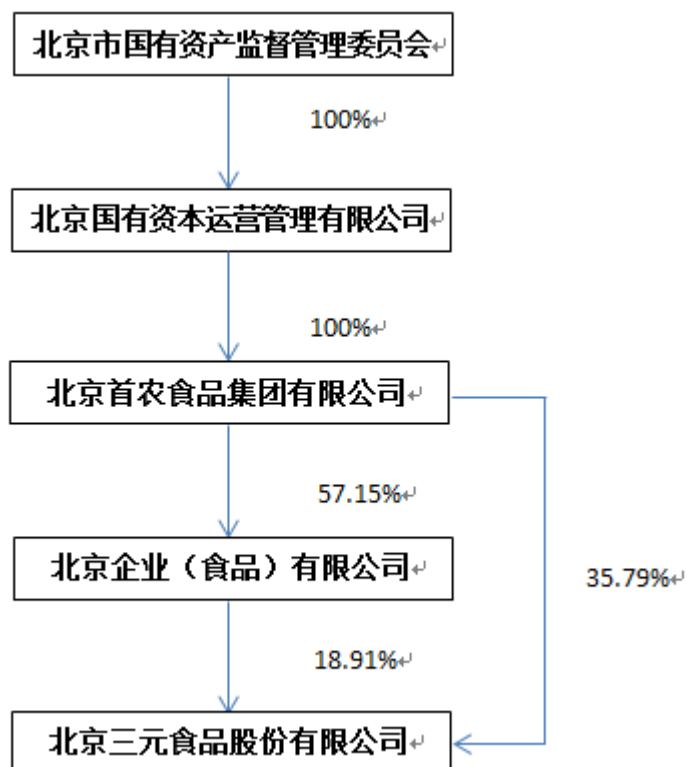 北京市国有资产监督管理委员会
100%
北京国有资本运营管理有限公司
100%
北京首农食品集团有限公司
57.15%
北京企业（食品）有限公司
35.79%
18.91%
北京三元食品股份有限公司